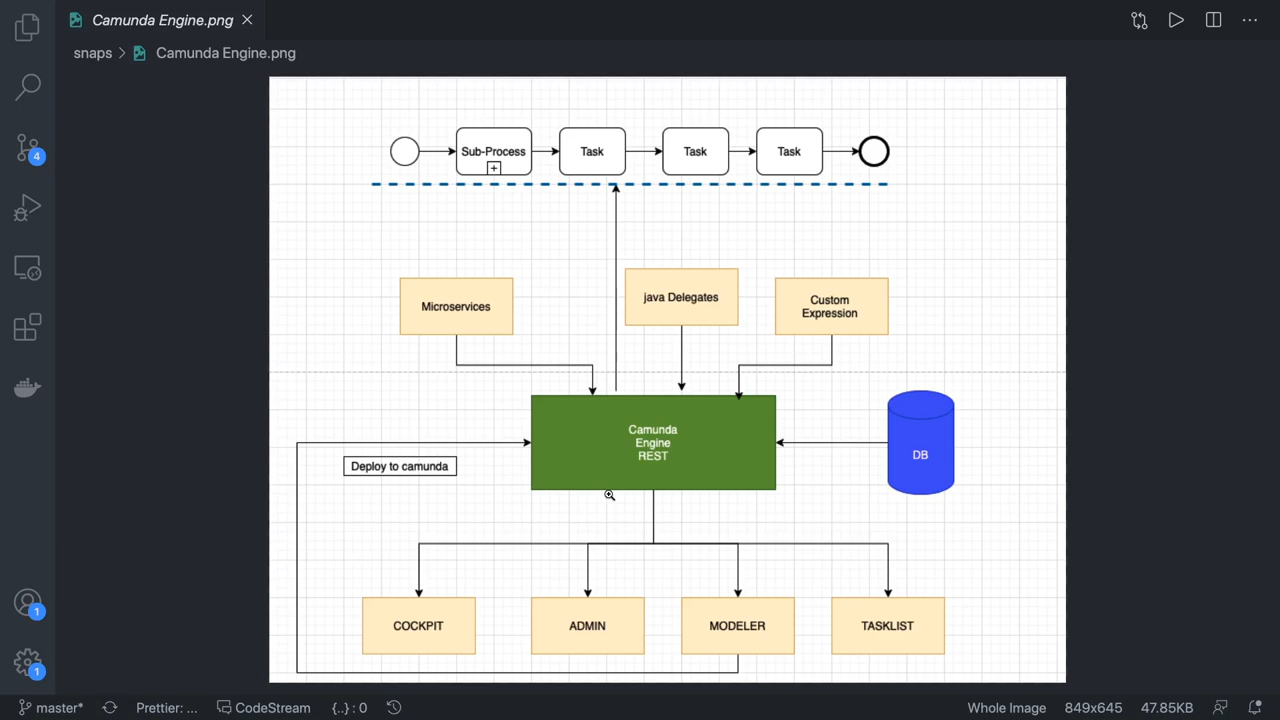 Camunda Engine.png
snaps > Camunda Engine.png
Sub-Process
+
Task
Task
Task
Microservices
java Delegates
Custom
Expression
Camunda
Engine
REST
DB
Deploy to camunda
COCKPIT
ADMIN
MODELER
TASKLIST
4
1
1
master*
Prettier: ...
CodeStream
{..} : 0
Whole Image
849x645
47.85KB